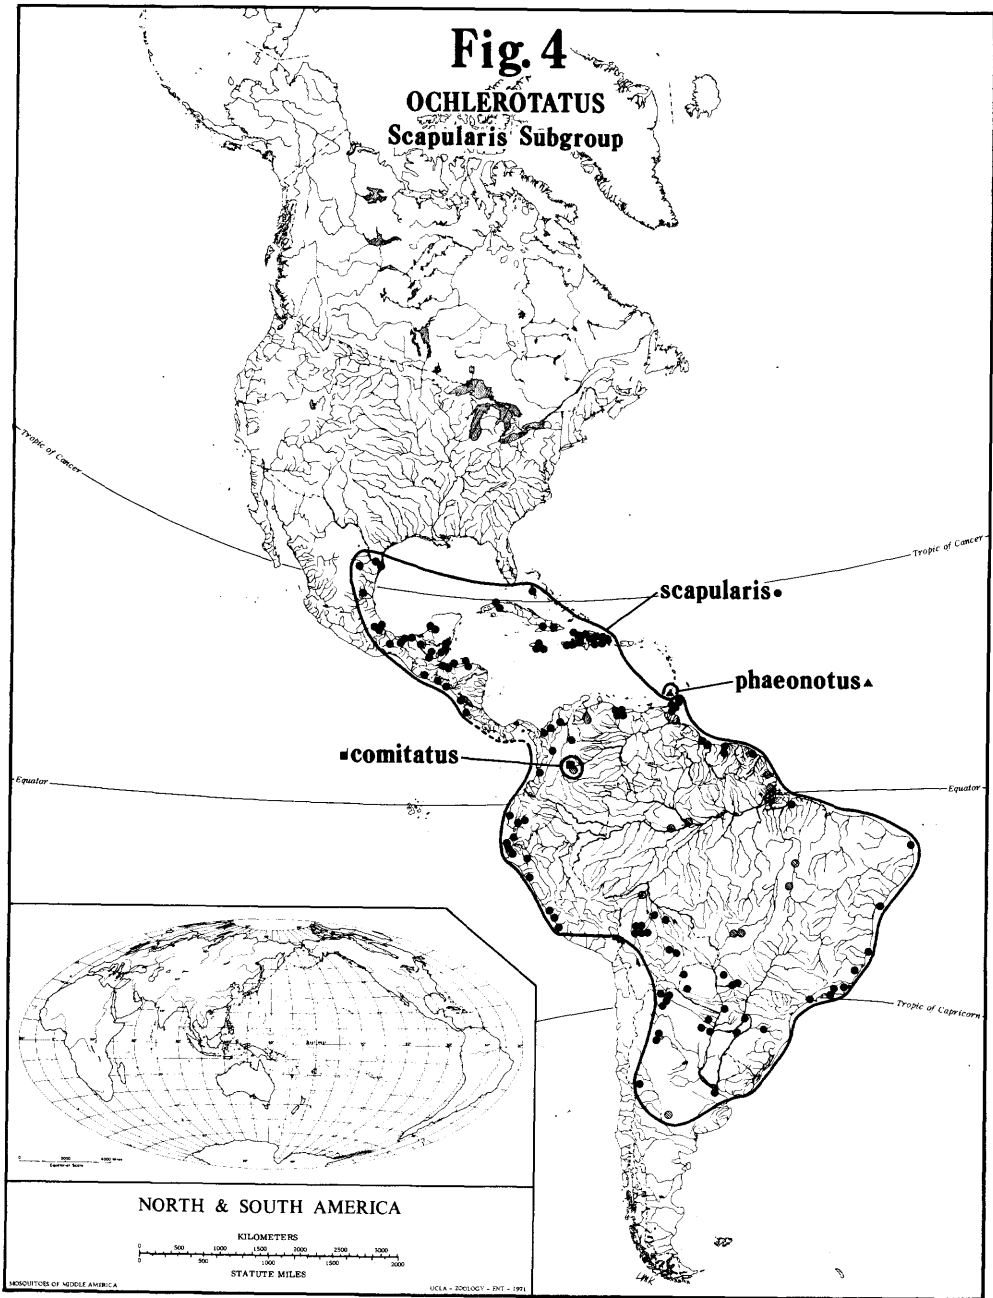 Fig. 4
OCHLEROTATUS
Scapularis Subgroup
Tropic of Cancer
Tropic of Cancer
scapularis●
phaeonotus▲
■comitatus
Equator
Equator
Tropic of Capricorn
NORTH & SOUTH AMERICA
KILOMETERS
0 500 1000 1500 2000 2500 3000
0 500 1000 1500 2000
STATUTE MILES
MOSQUITOES OF MIDDLE AMERICA
UCLA - ZOOLOGY - ENT - 1971